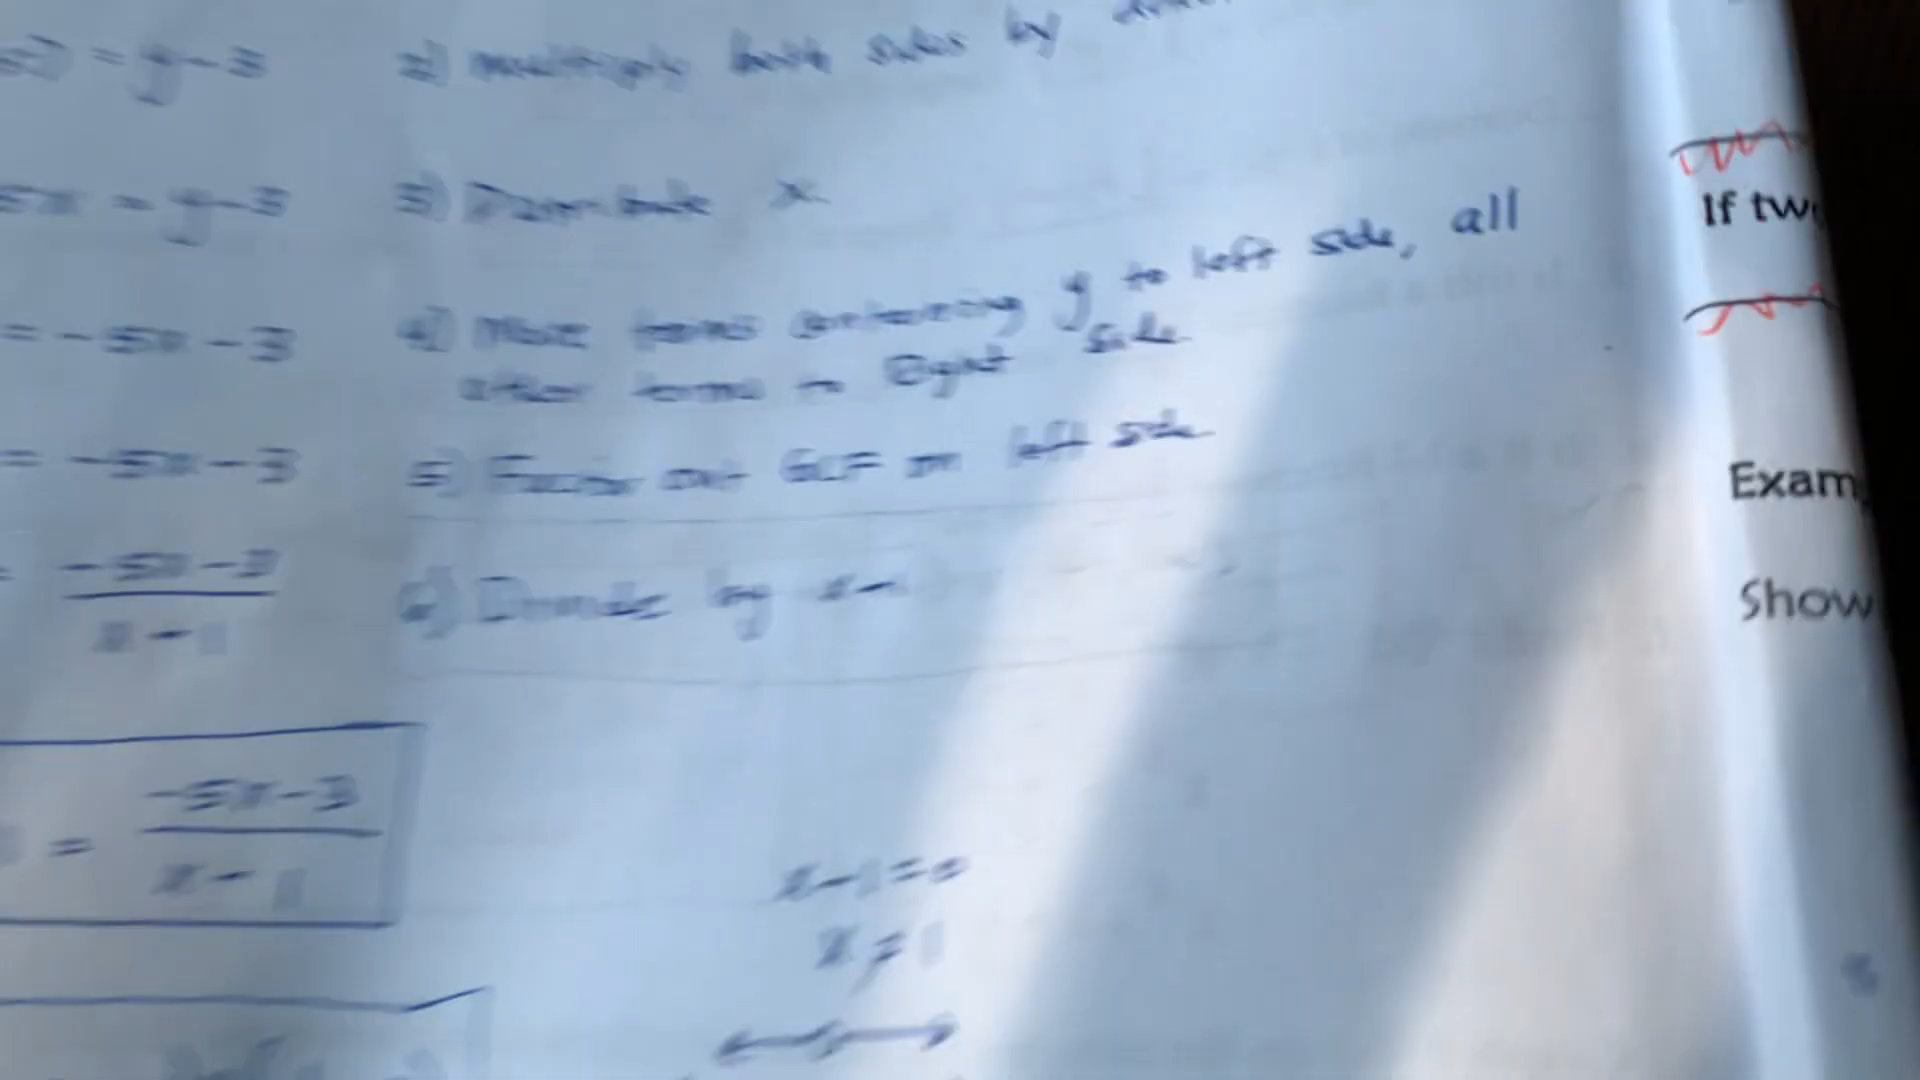 = y-3 2) Multiply both sides by
5x = y-3 3) Distribute x.
= -5x-3 4) Move terms containing y to left side, all
other terms to Right side.
= -5x-3 5) Factor out GCF on left side.
= -5x-3 6) Divide by x-1
x-1
= -5x-3
x-1
x-1=0
x≠1
If two
Exam
Show